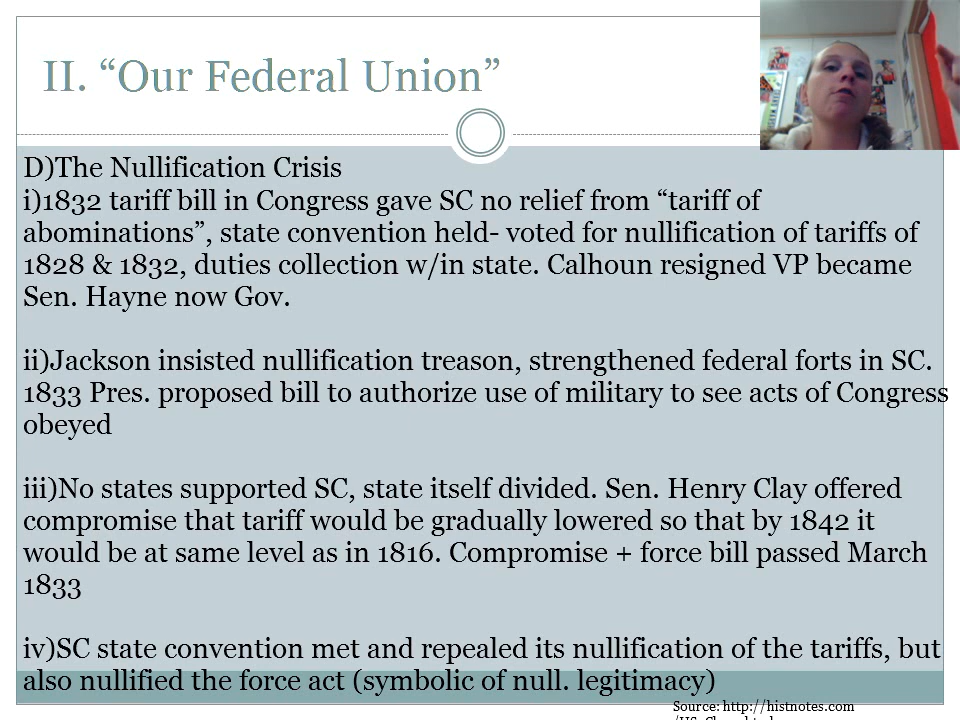 II. “Our Federal Union”
D)The Nullification Crisis
i)1832 tariff bill in Congress gave SC no relief from “tariff of
abominations”, state convention held- voted for nullification of tariffs of
1828 & 1832, duties collection w/in state. Calhoun resigned VP became
Sen. Hayne now Gov.
ii)Jackson insisted nullification treason, strengthened federal forts in SC.
1833 Pres. proposed bill to authorize use of military to see acts of Congress
obeyed
iii)No states supported SC, state itself divided. Sen. Henry Clay offered
compromise that tariff would be gradually lowered so that by 1842 it
would be at same level as in 1816. Compromise + force bill passed March
1833
iv)SC state convention met and repealed its nullification of the tariffs, but
also nullified the force act (symbolic of null. legitimacy)
Source: http://histnotes.com